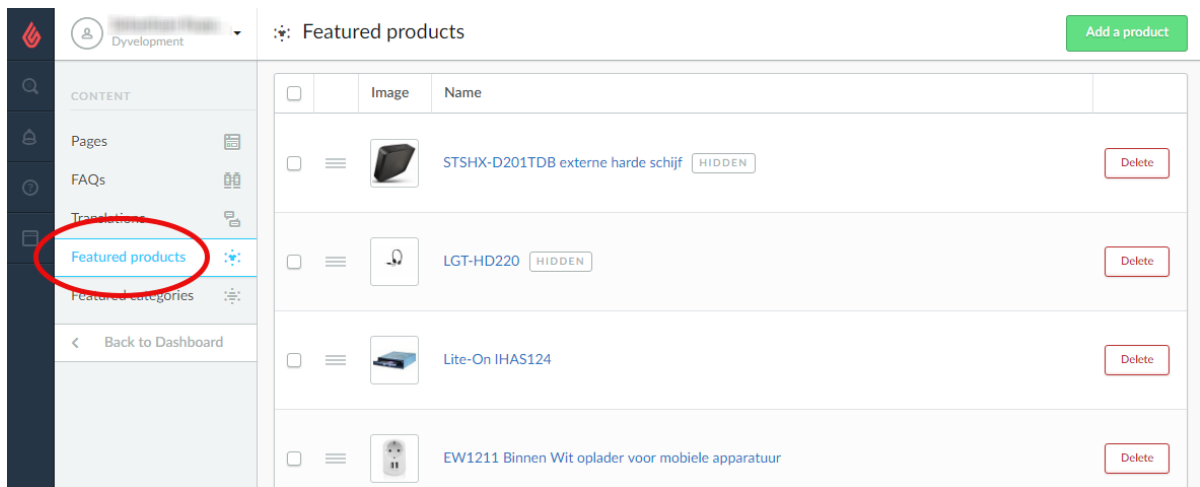 Dyvelopment
Featured products
Add a product
CONTENT
Pages
FAQs
Translations
Featured products
Featured categories
Back to Dashboard
Image Name
STSHX-D201TDB externe harde schijf HIDDEN Delete
LGT-HD220 HIDDEN Delete
Lite-On IHAS124 Delete
EW1211 Binnen Wit oplader voor mobiele apparatuur Delete